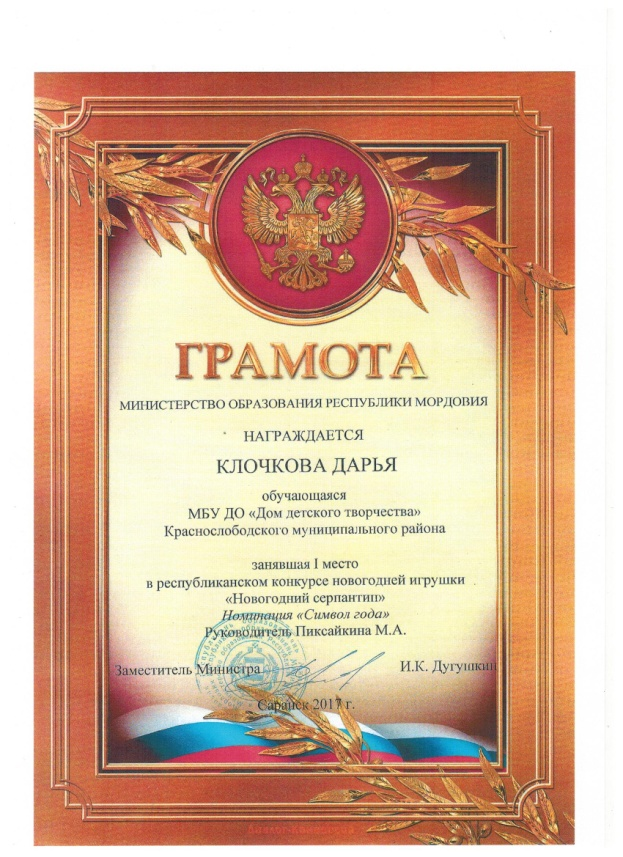 ГРАМОТА
МИНИСТЕРСТВО ОБРАЗОВАНИЯ РЕСПУБЛИКИ МОРДОВИЯ
НАГРАЖДАЕТСЯ
КЛОЧКОВА ДАРЬЯ
обучающаяся
МБУ ДО «Дом детского творчества»
Краснослободского муниципального района
занявшая I место
в республиканском конкурсе новогодней игрушки
«Новогодний серпантин»
Номинация «Символ года»
Руководитель Пиксайкина М.А.
Заместитель Министра И.К. Дугушкин
Саранск 2017 г.